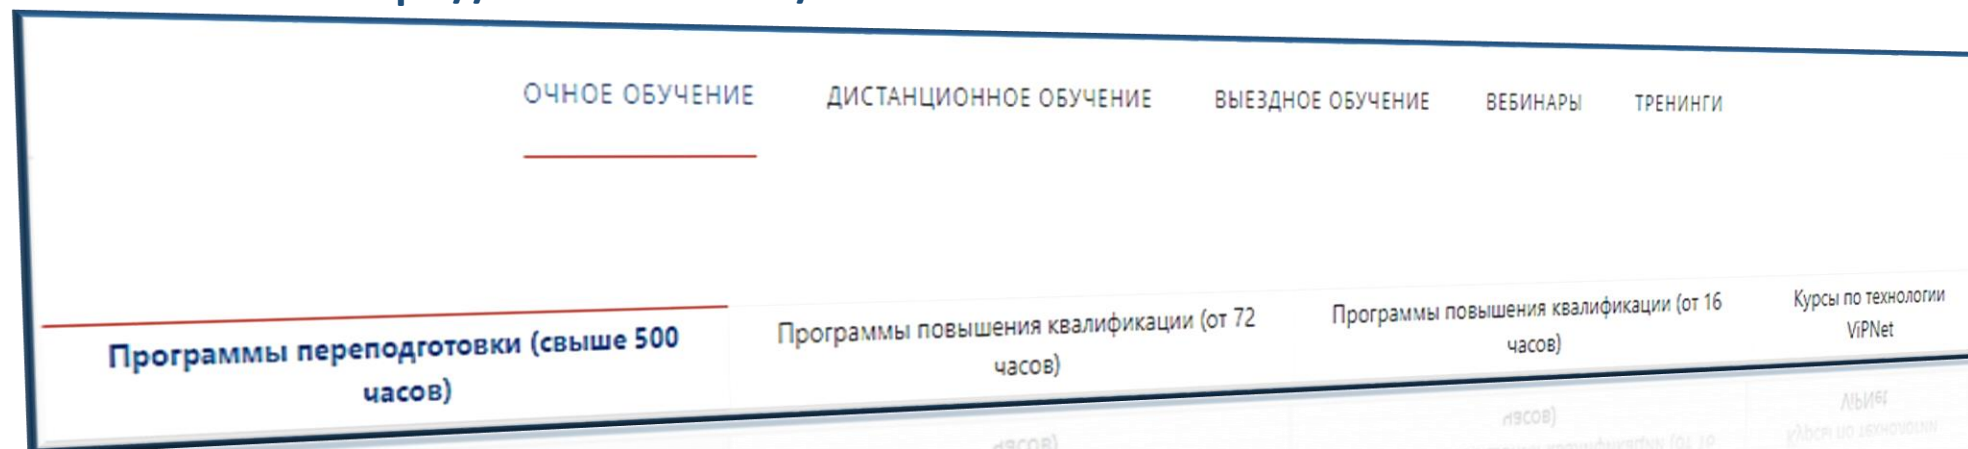 ОЧНОЕ ОБУЧЕНИЕ ДИСТАНЦИОННОЕ ОБУЧЕНИЕ ВЫЕЗДНОЕ ОБУЧЕНИЕ ВЕБИНАРЫ ТРЕНИНГИ
Программы переподготовки (свыше 500
часов)
Программы повышения квалификации (от 72
часов)
Программы повышения квалификации (от 16
часов)
Курсы по технологии
ViPNet